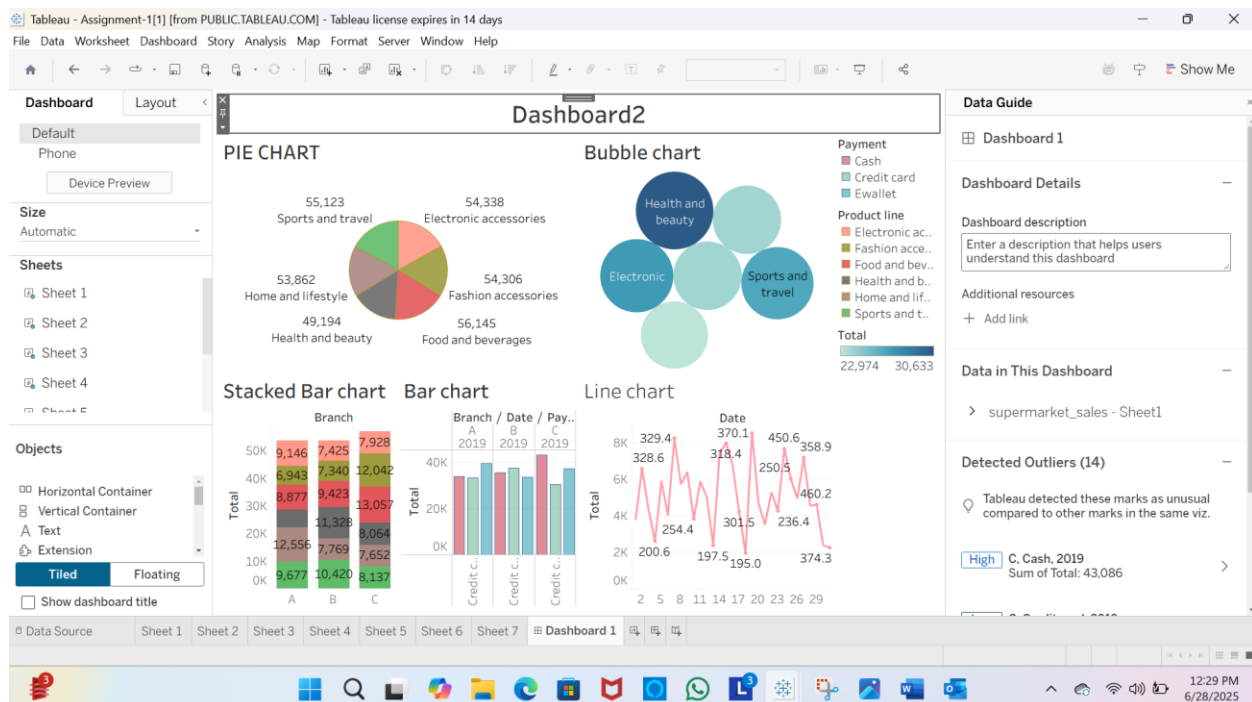 Tableau - Assignment-1[1] [from PUBLIC.TABLEAU.COM] - Tableau license expires in 14 days
File Data Worksheet Dashboard Story Analysis Map Format Server Window Help
Show Me
Dashboard Layout
Default
Phone
Device Preview
Size
Automatic
Sheets
Sheet 1
Sheet 2
Sheet 3
Sheet 4
Sheet 5
Objects
Horizontal Container
Vertical Container
A Text
Extension
Tiled Floating
Show dashboard title
Dashboard2
PIE CHART
55,123
Sports and travel
54,338
Electronic accessories
53,862
Home and lifestyle
54,306
Fashion accessories
49,194
Health and beauty
56,145
Food and beverages
Bubble chart
Health and
beauty
Electronic
Sports and
travel
Payment
Cash
Credit card
Ewallet
Product line
Electronic ac..
Fashion acce..
Food and bev..
Health and b..
Home and lif..
Sports and t..
Total
22,974 30,633
Stacked Bar chart
Branch
Total
50K
40K
30K
20K
10K
0K
9,146 7,425 7,928
6,943 7,340 12,042
8,877 9,423 13,057
11,328 8,064
12,556 7,769 7,652
9,677 10,420 8,137
A B C
Bar chart
Branch / Date / Pay..
A B C
2019 2019 2019
Total
40K
20K
0K
Credit c.. Credit c.. Credit c..
Line chart
Date
Total
8K
6K
4K
2K
0K
329.4 370.1 450.6 358.9
328.6 318.4 250.5
460.2
254.4 301.5 236.4
200.6 197.5 195.0 374.3
2 5 8 11 14 17 20 23 26 29
Data Guide
Dashboard 1
Dashboard Details
Dashboard description
Enter a description that helps users
understand this dashboard
Additional resources
+ Add link
Data in This Dashboard
supermarket_sales - Sheet1
Detected Outliers (14)
Tableau detected these marks as unusual
compared to other marks in the same viz.
High C, Cash, 2019
Sum of Total: 43,086
Data Source Sheet 1 Sheet 2 Sheet 3 Sheet 4 Sheet 5 Sheet 6 Sheet 7 Dashboard 1
3
L 3
12:29 PM
6/28/2025